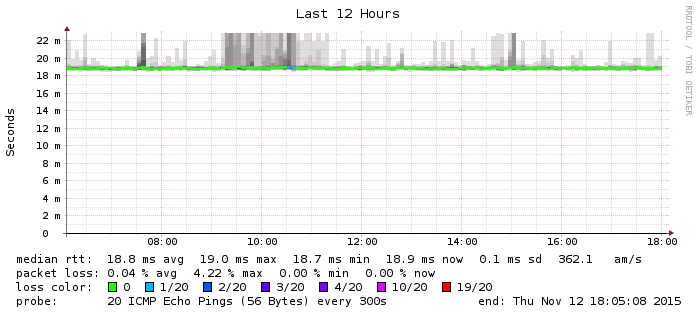 Last 12 Hours
RRDTOOL / TOBI OETIKER
Seconds
22 m
20 m
18 m
16 m
14 m
12 m
10 m
8 m
6 m
4 m
2 m
0
08:00 10:00 12:00 14:00 16:00 18:00
median rtt: 18.8 ms avg 19.0 ms max 18.7 ms min 18.9 ms now 0.1 ms sd 362.1 am/s
packet loss: 0.04 % avg 4.22 % max 0.00 % min 0.00 % now
loss color: 0 1/20 2/20 3/20 4/20 10/20 19/20
probe: 20 ICMP Echo Pings (56 Bytes) every 300s end: Thu Nov 12 18:05:08 2015